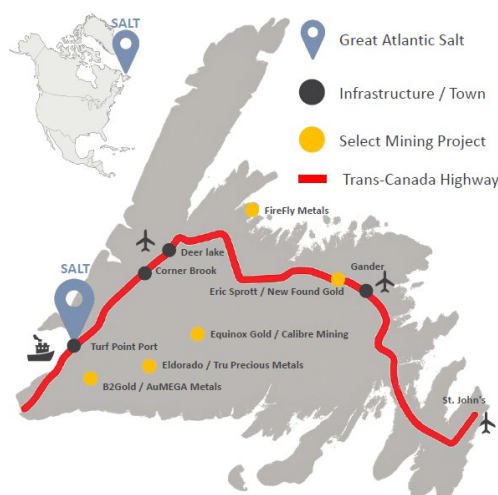 SALT
Great Atlantic Salt
Infrastructure / Town
Select Mining Project
Trans-Canada Highway
FireFly Metals
Deer lake
SALT
Corner Brook
Gander
Eric Sprott / New Found Gold
Equinox Gold / Calibre Mining
Turf Point Port
Eldorado / Tru Precious Metals
B2Gold / AuMEGA Metals
St. John's